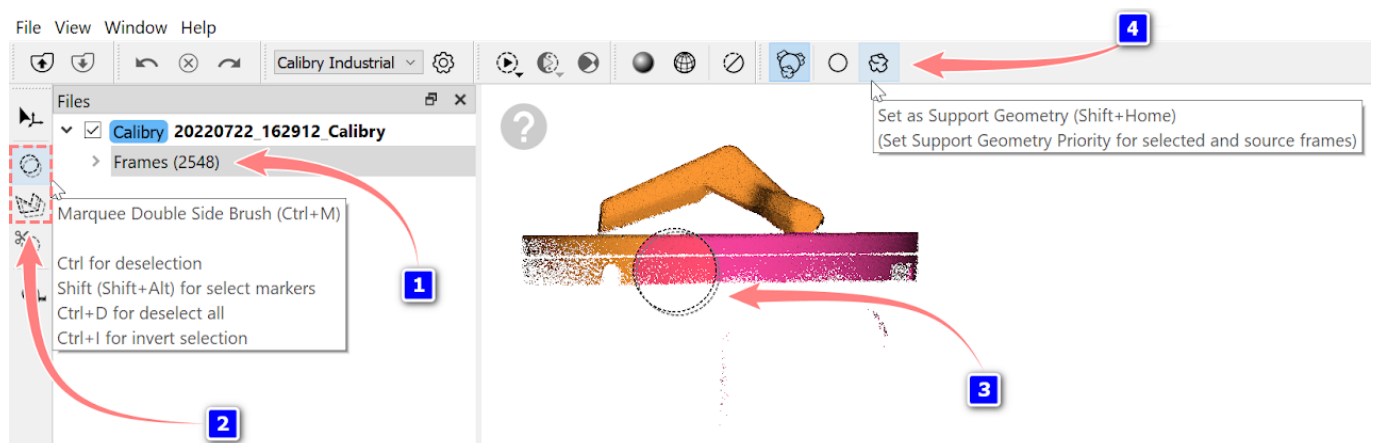 File View Window Help
4
Calibry Industrial
Files
Calibry 20220722_162912_Calibry
Frames (2548)
?
Set as Support Geometry (Shift+Home)
(Set Support Geometry Priority for selected and source frames)
Marquee Double Side Brush (Ctrl+M)
Ctrl for deselection
Shift (Shift+Alt) for select markers
Ctrl+D for deselect all
Ctrl+I for invert selection
1
3
2